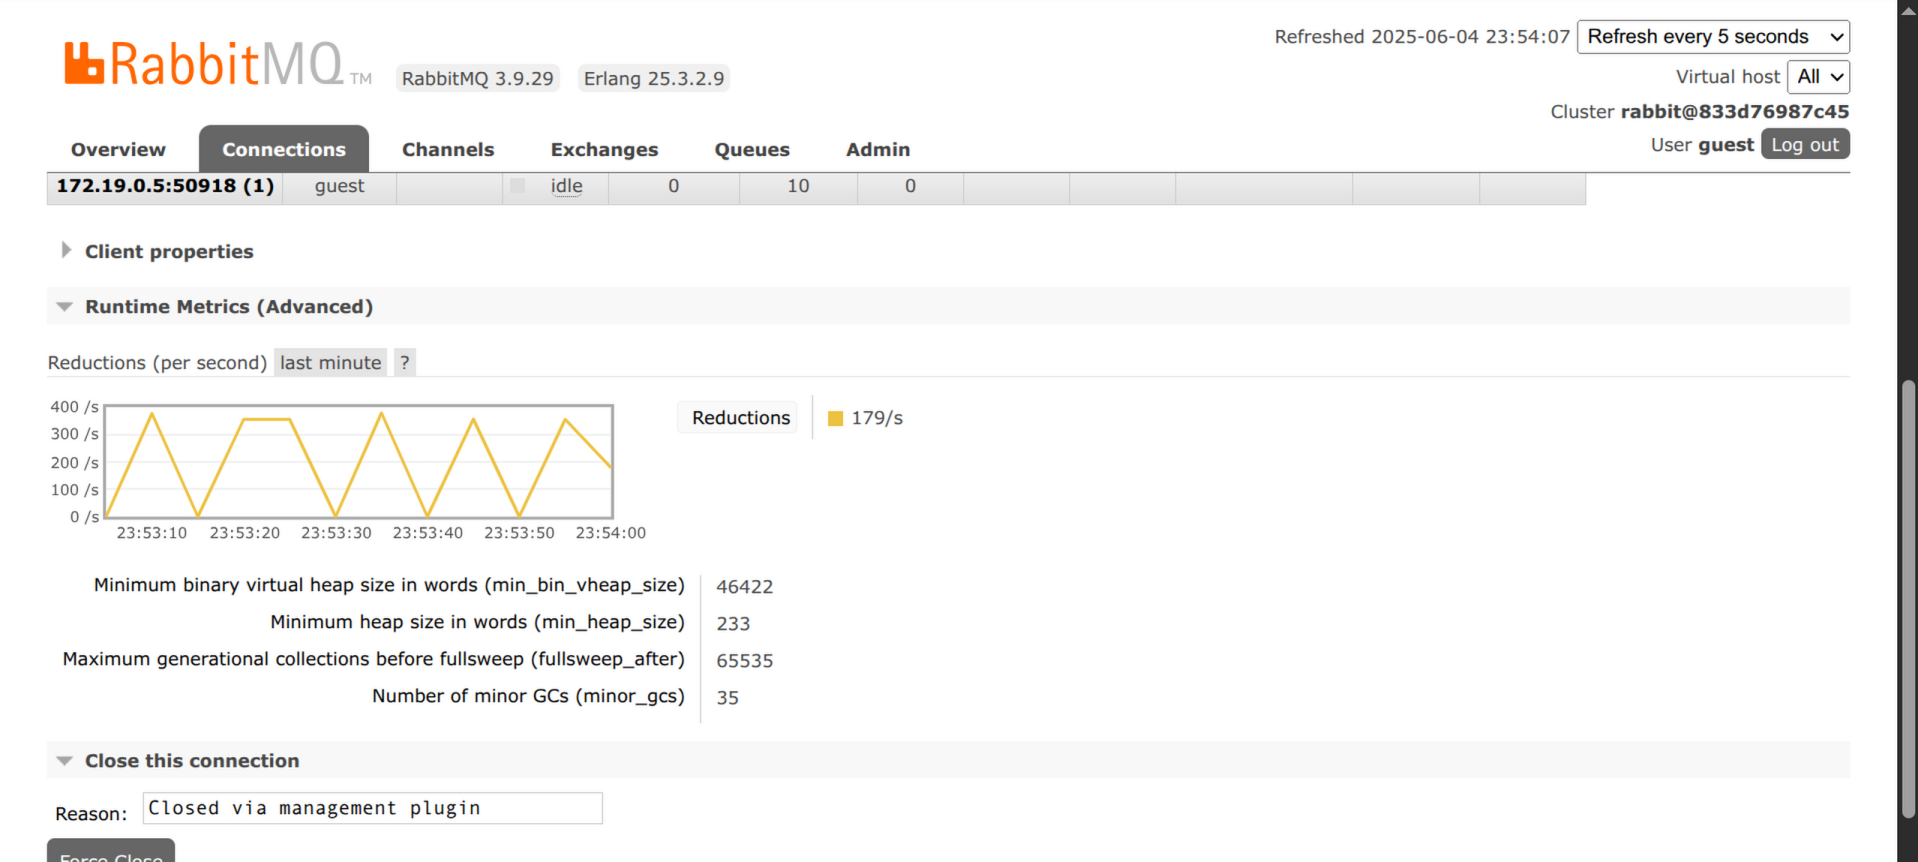 RabbitMQ TM RabbitMQ 3.9.29 Erlang 25.3.2.9
Refreshed 2025-06-04 23:54:07 Refresh every 5 seconds
Virtual host All
Cluster rabbit@833d76987c45
User guest Log out
Overview Connections Channels Exchanges Queues Admin
172.19.0.5:50918 (1) guest idle 0 10 0
Client properties
Runtime Metrics (Advanced)
Reductions (per second) last minute ?
400 /s
300 /s
200 /s
100 /s
0 /s
23:53:10 23:53:20 23:53:30 23:53:40 23:53:50 23:54:00
Reductions 179/s
Minimum binary virtual heap size in words (min_bin_vheap_size) 46422
Minimum heap size in words (min_heap_size) 233
Maximum generational collections before fullsweep (fullsweep_after) 65535
Number of minor GCs (minor_gcs) 35
Close this connection
Reason: Closed via management plugin
Force Close